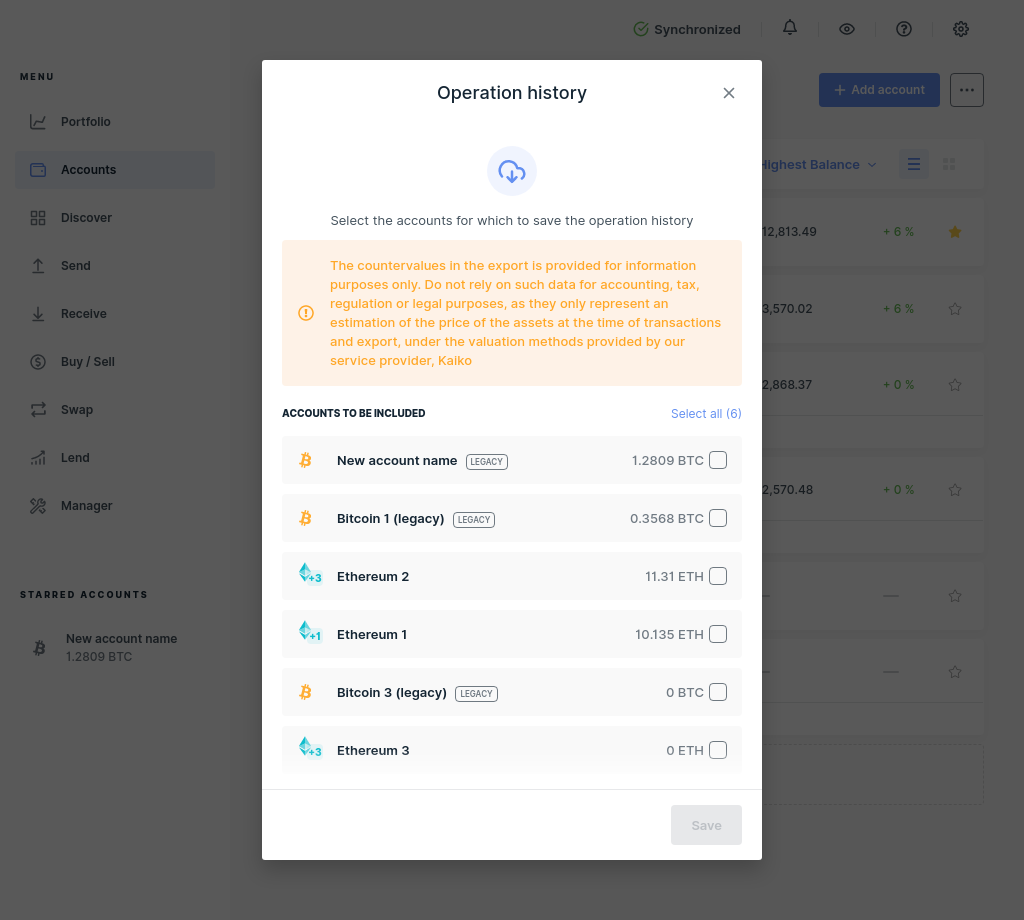 Synchronized
MENU
Portfolio
Accounts
Discover
Send
Receive
Buy / Sell
Swap
Lend
Manager
STARRED ACCOUNTS
New account name
1.2809 BTC
+ Add account
Highest Balance
12,813.49
+ 6 %
3,570.02
+ 6 %
2,868.37
+ 0 %
2,570.48
+ 0 %
—
—
Operation history
Select the accounts for which to save the operation history
The countervalues in the export is provided for information
purposes only. Do not rely on such data for accounting, tax,
regulation or legal purposes, as they only represent an
estimation of the price of the assets at the time of transactions
and export, under the valuation methods provided by our
service provider, Kaiko
ACCOUNTS TO BE INCLUDED
Select all (6)
New account name LEGACY 1.2809 BTC
Bitcoin 1 (legacy) LEGACY 0.3568 BTC
+3 Ethereum 2 11.31 ETH
+1 Ethereum 1 10.135 ETH
Bitcoin 3 (legacy) LEGACY 0 BTC
+3 Ethereum 3 0 ETH
Save